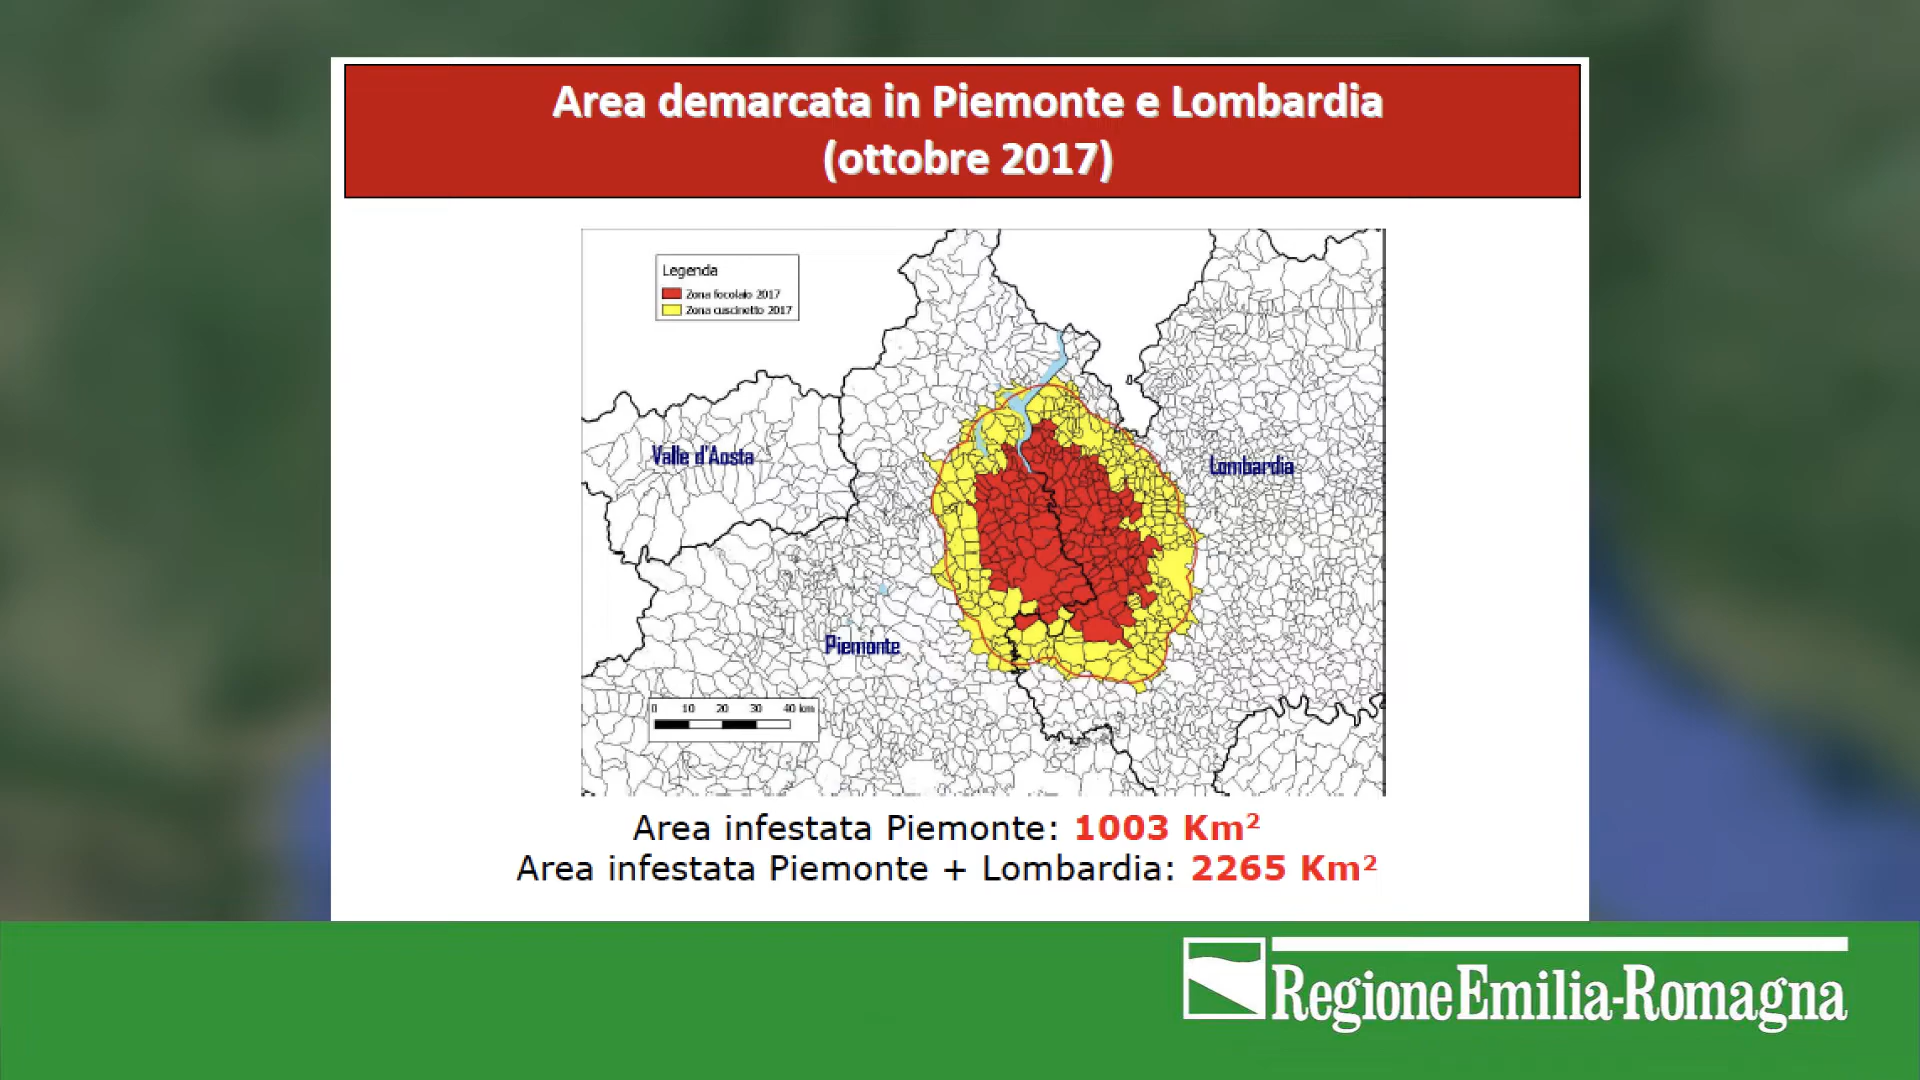 Area demarcata in Piemonte e Lombardia
(ottobre 2017)
Legenda
Zona focolaio 2017
Zona cuscinetto 2017
Valle d'Aosta
Lombardia
Piemonte
0 10 20 30 40 km
Area infestata Piemonte: 1003 Km²
Area infestata Piemonte + Lombardia: 2265 Km²
RegioneEmilia-Romagna